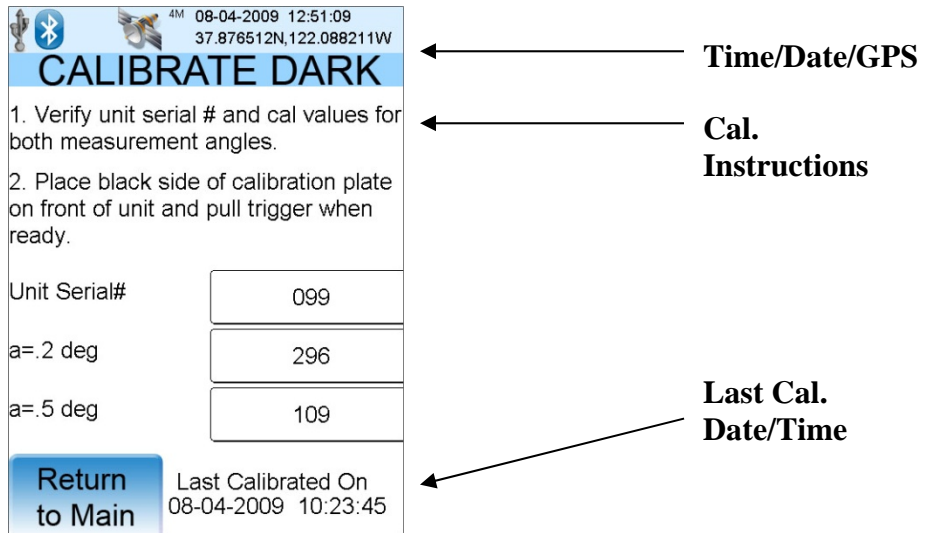 4M 08-04-2009 12:51:09
37.876512N,122.088211W
Time/Date/GPS
CALIBRATE DARK
1. Verify unit serial # and cal values for
both measurement angles.
Cal.
Instructions
2. Place black side of calibration plate
on front of unit and pull trigger when
ready.
Unit Serial# 099
a=.2 deg 296
a=.5 deg 109
Last Cal.
Date/Time
Return
to Main
Last Calibrated On
08-04-2009 10:23:45